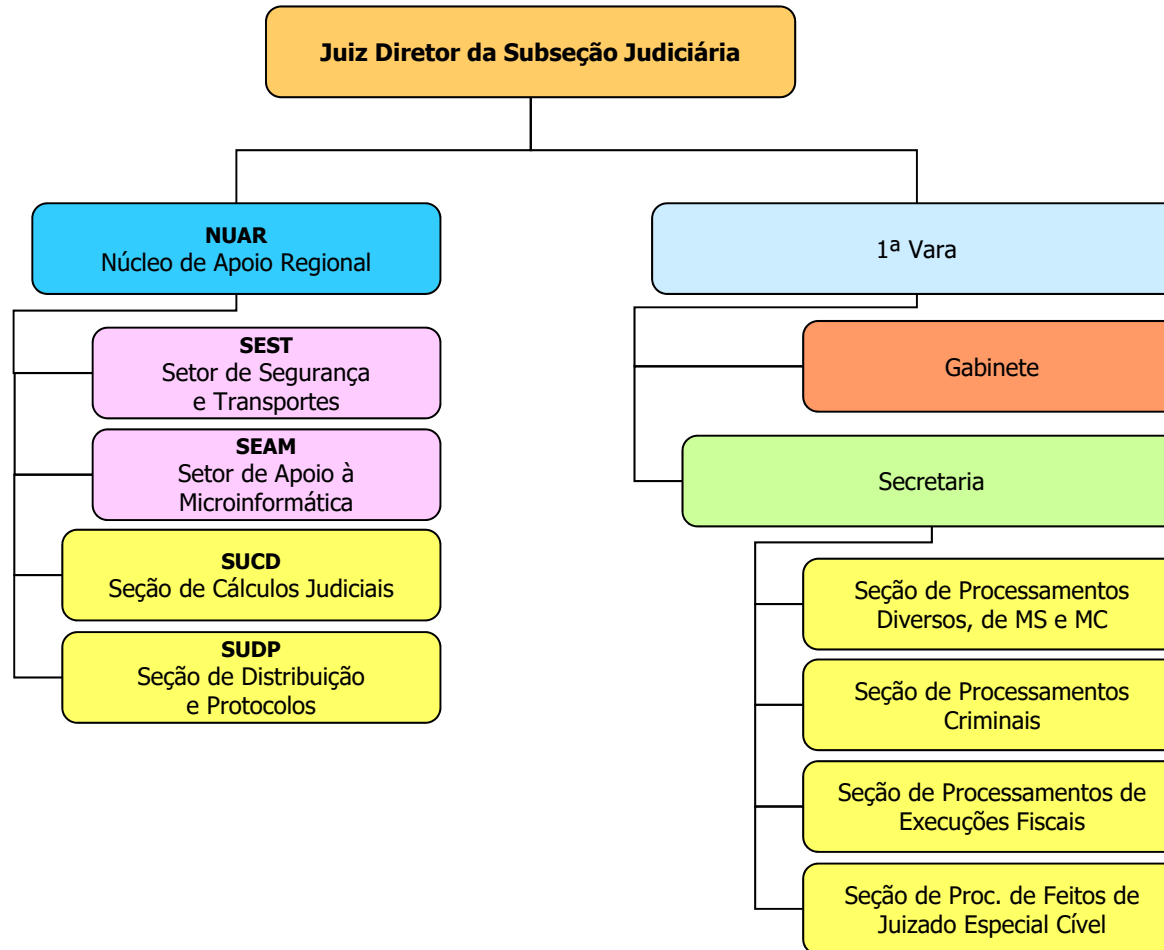 Juiz Diretor da Subseção Judiciária
NUAR
Núcleo de Apoio Regional
SEST
Setor de Segurança
e Transportes
SEAM
Setor de Apoio à
Microinformática
SUCD
Seção de Cálculos Judiciais
SUDP
Seção de Distribuição
e Protocolos
1ª Vara
Gabinete
Secretaria
Seção de Processamentos
Diversos, de MS e MC
Seção de Processamentos
Criminais
Seção de Processamentos de
Execuções Fiscais
Seção de Proc. de Feitos de
Juizado Especial Cível